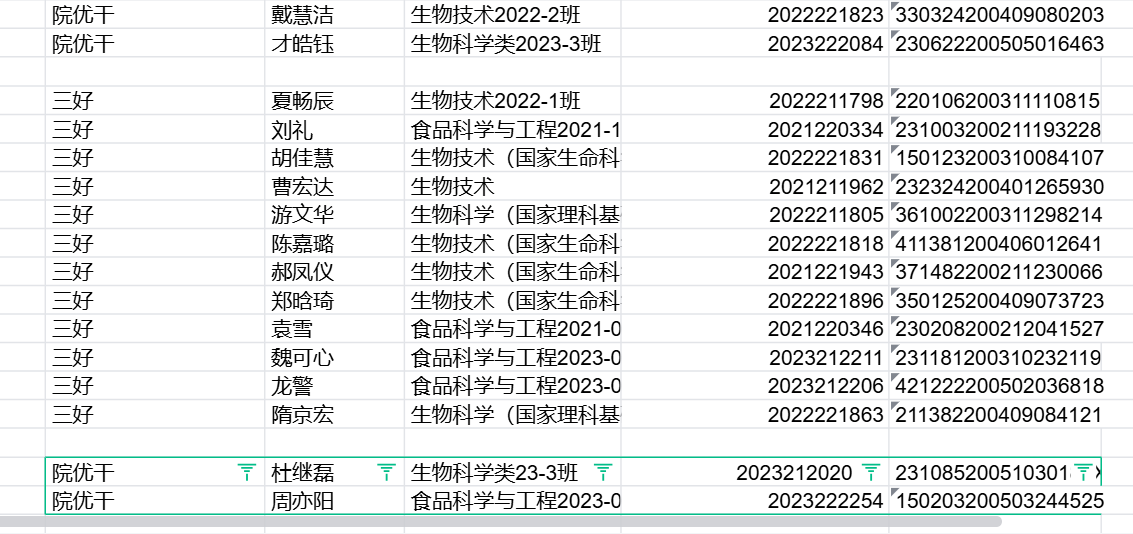 院优干 戴慧洁 生物技术2022-2班 2022221823 330324200409080203
院优干 才皓钰 生物科学类2023-3班 2023222084 230622200505016463
三好 夏畅辰 生物技术2022-1班 2022211798 220106200311110815
三好 刘礼 食品科学与工程2021-1 2021220334 231003200211193228
三好 胡佳慧 生物技术（国家生命科 2022221831 150123200310084107
三好 曹宏达 生物技术 2021211962 232324200401265930
三好 游文华 生物科学（国家理科基 2022211805 361002200311298214
三好 陈嘉璐 生物技术（国家生命科 2022221818 411381200406012641
三好 郝凤仪 生物技术（国家生命科 2021221943 371482200211230066
三好 郑晗琦 生物技术（国家生命科 2022221896 350125200409073723
三好 袁雪 食品科学与工程2021-0 2021220346 230208200212041527
三好 魏可心 食品科学与工程2023-0 2023212211 231181200310232119
三好 龙警 食品科学与工程2023-0 2023212206 421222200502036818
三好 隋京宏 生物科学（国家理科基 2022221863 211382200409084121
院优干 杜继磊 生物科学类23-3班 2023212020 231085200510301
院优干 周亦阳 食品科学与工程2023-0 2023222254 150203200503244525